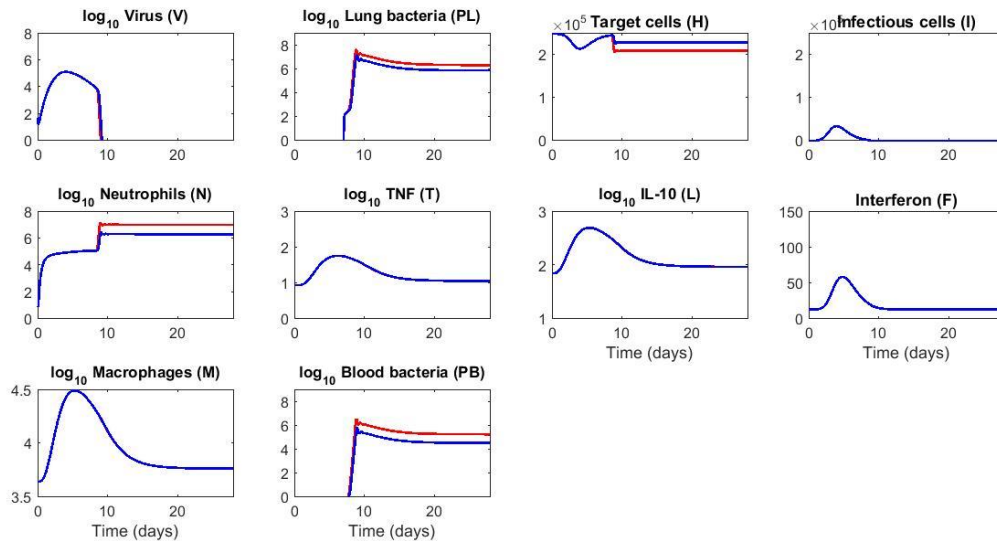 log10 Virus (V)
8
6
4
2
0
0 10 20
log10 Lung bacteria (PL)
8
6
4
2
0
0 10 20
Target cells (H)
× 10^5
2
1
0
0 10 20
Infectious cells (I)
× 10
2
1
0
0 10 20
log10 Neutrophils (N)
8
6
4
2
0
0 10 20
log10 TNF (T)
3
2
1
0
0 10 20
log10 IL-10 (L)
3
2
1
0 10 20
Time (days)
Interferon (F)
150
100
50
0
0 10 20
Time (days)
log10 Macrophages (M)
4.5
4
3.5
0 10 20
Time (days)
log10 Blood bacteria (PB)
8
6
4
2
0
0 10 20
Time (days)